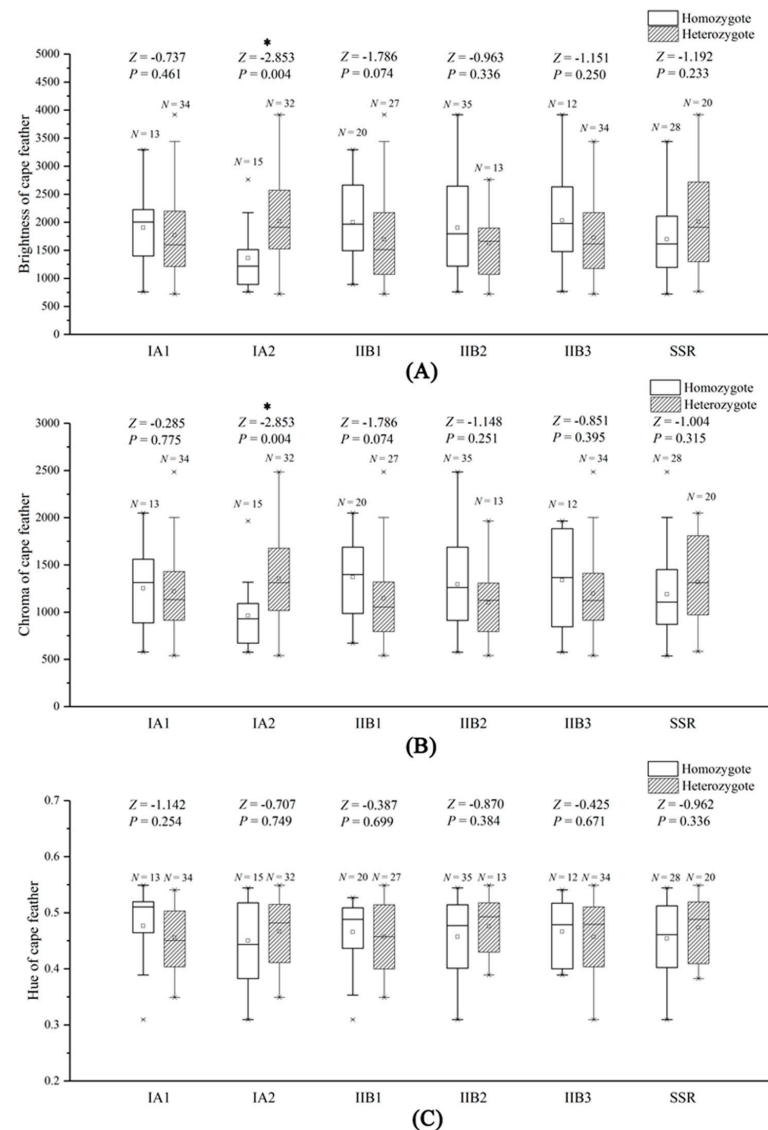 Homozygote
Heterozygote
*
Z = -0.737 Z = -2.853 Z = -1.786 Z = -0.963 Z = -1.151 Z = -1.192
P = 0.461 P = 0.004 P = 0.074 P = 0.336 P = 0.250 P = 0.233
N = 13 N = 34 N = 15 N = 32 N = 20 N = 27 N = 35 N = 13 N = 12 N = 34 N = 28 N = 20
Brightness of cape feather
5000
4500
4000
3500
3000
2500
2000
1500
1000
500
0
IA1 IA2 IIB1 IIB2 IIB3 SSR
(A)
Homozygote
Heterozygote
*
Z = -0.285 Z = -2.853 Z = -1.786 Z = -1.148 Z = -0.851 Z = -1.004
P = 0.775 P = 0.004 P = 0.074 P = 0.251 P = 0.395 P = 0.315
N = 13 N = 34 N = 15 N = 32 N = 20 N = 27 N = 35 N = 13 N = 12 N = 34 N = 28 N = 20
Chroma of cape feather
3000
2500
2000
1500
1000
500
0
IA1 IA2 IIB1 IIB2 IIB3 SSR
(B)
Homozygote
Heterozygote
Z = -1.142 Z = -0.707 Z = -0.387 Z = -0.870 Z = -0.425 Z = -0.962
P = 0.254 P = 0.749 P = 0.699 P = 0.384 P = 0.671 P = 0.336
N = 13 N = 34 N = 15 N = 32 N = 20 N = 27 N = 35 N = 13 N = 12 N = 34 N = 28 N = 20
Hue of cape feather
0.7
0.6
0.5
0.4
0.3
0.2
IA1 IA2 IIB1 IIB2 IIB3 SSR
(C)